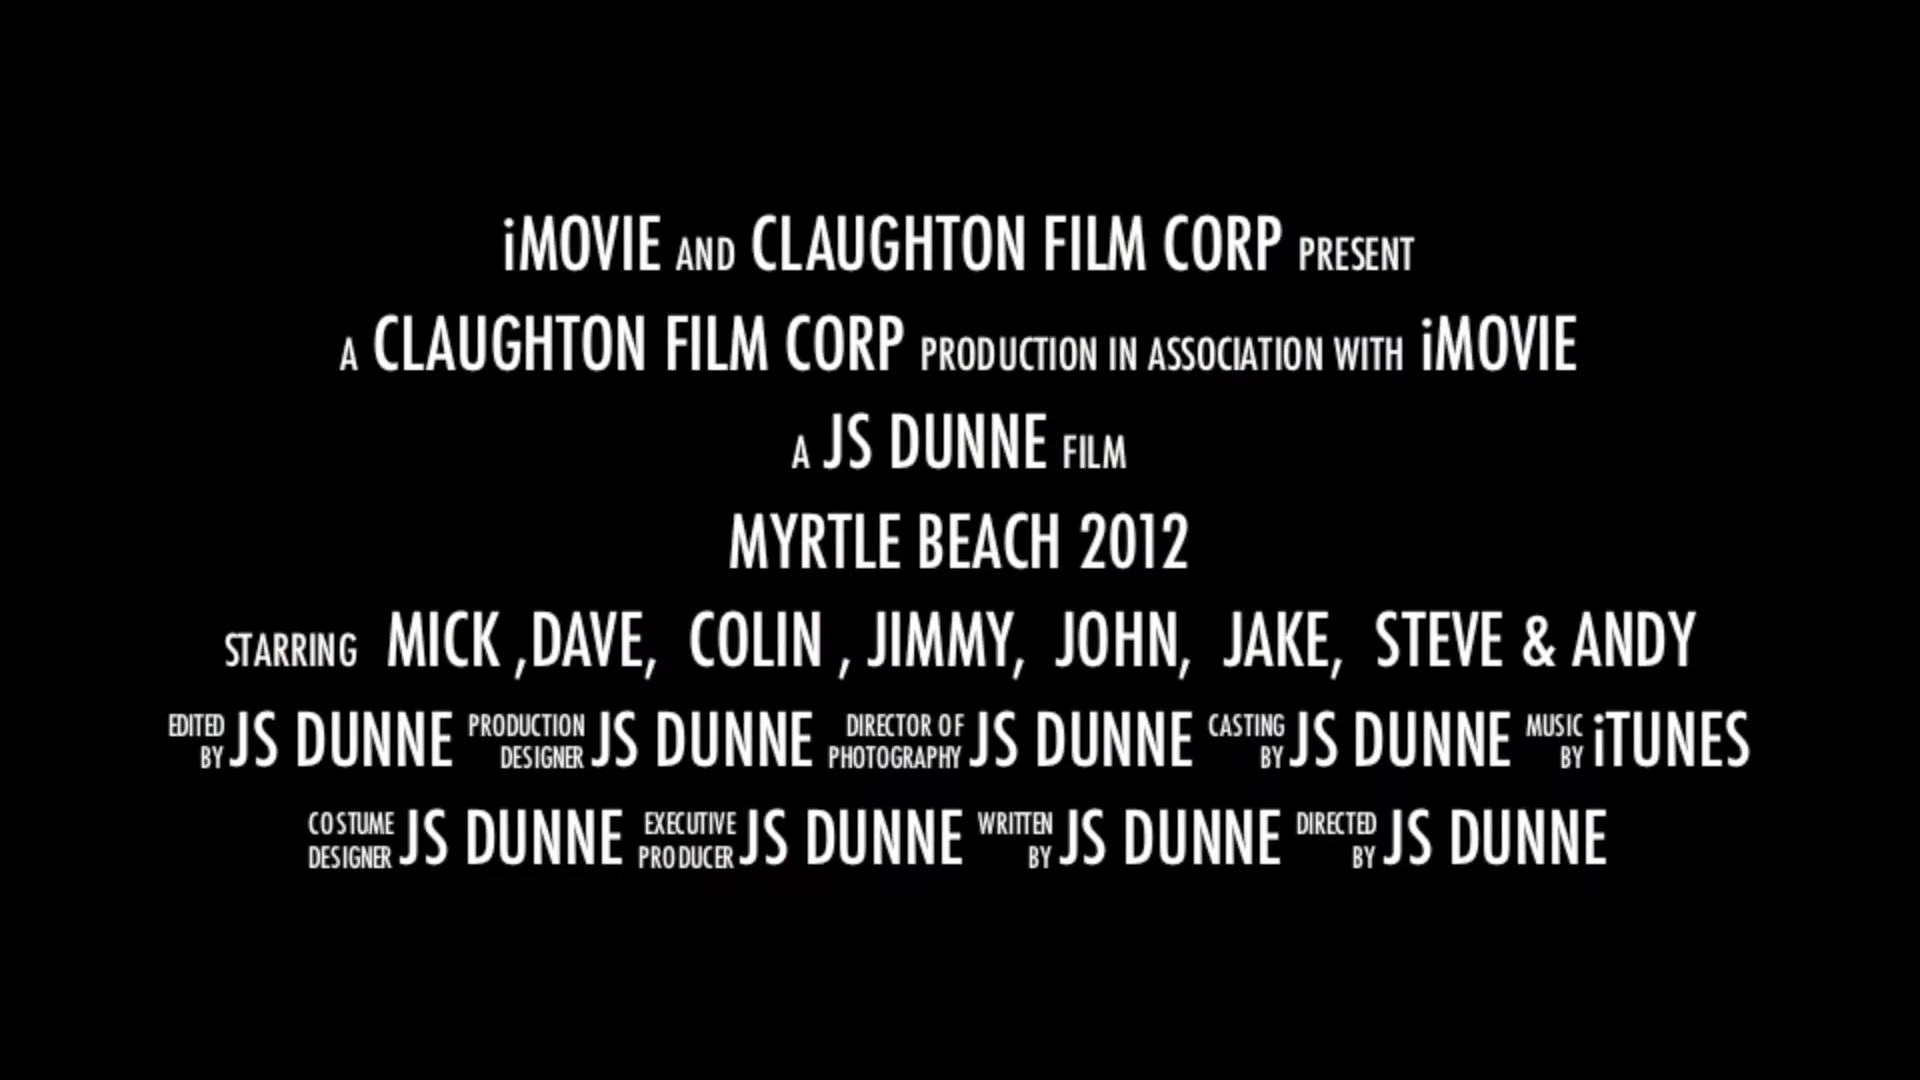 iMOVIE AND CLAUGHTON FILM CORP PRESENT
A CLAUGHTON FILM CORP PRODUCTION IN ASSOCIATION WITH iMOVIE
A JS DUNNE FILM
MYRTLE BEACH 2012
STARRING MICK ,DAVE, COLIN , JIMMY, JOHN, JAKE, STEVE & ANDY
EDITED BY JS DUNNE PRODUCTION DESIGNER JS DUNNE DIRECTOR OF PHOTOGRAPHY JS DUNNE CASTING BY JS DUNNE MUSIC BY iTUNES
COSTUME DESIGNER JS DUNNE EXECUTIVE PRODUCER JS DUNNE WRITTEN BY JS DUNNE DIRECTED BY JS DUNNE